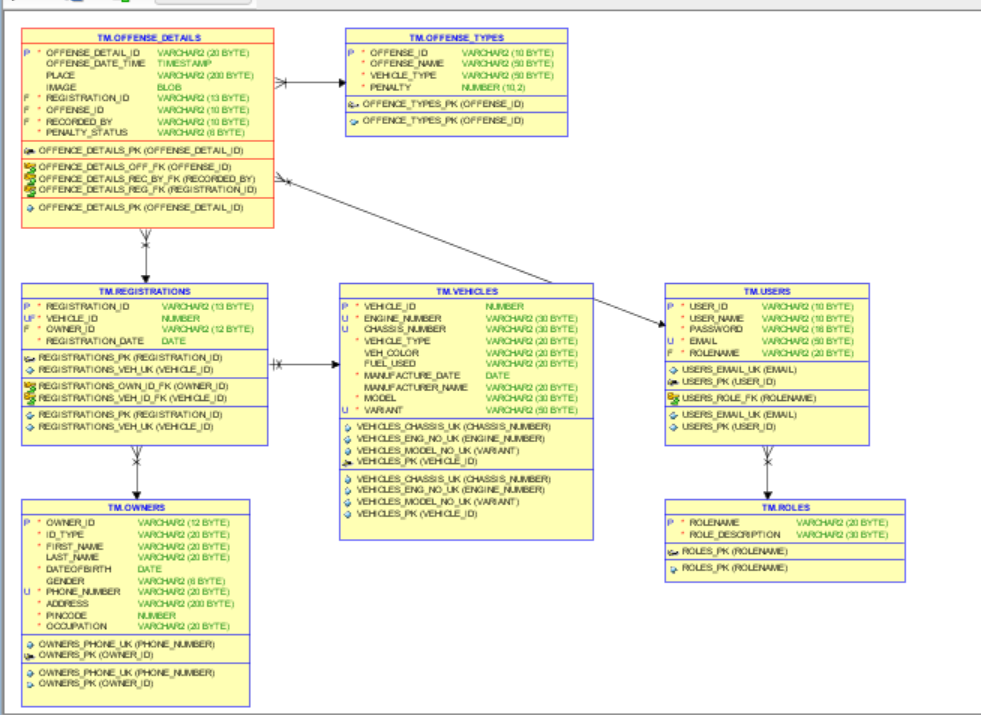 TM.OFFENSE_DETAILS
P * OFFENSE_DETAIL_ID VARCHAR2 (20 BYTE)
OFFENSE_DATE_TIME TIMESTAMP
PLACE VARCHAR2 (200 BYTE)
IMAGE BLOB
F * REGISTRATION_ID VARCHAR2 (13 BYTE)
F * OFFENSE_ID VARCHAR2 (10 BYTE)
F * RECORDED_BY VARCHAR2 (10 BYTE)
* PENALTY_STATUS VARCHAR2 (8 BYTE)
OFFENCE_DETAILS_PK (OFFENSE_DETAIL_ID)
OFFENCE_DETAILS_OFF_FK (OFFENSE_ID)
OFFENCE_DETAILS_REC_BY_FK (RECORDED_BY)
OFFENCE_DETAILS_REG_FK (REGISTRATION_ID)
OFFENCE_DETAILS_PK (OFFENSE_DETAIL_ID)
TM.OFFENSE_TYPES
P * OFFENSE_ID VARCHAR2 (10 BYTE)
* OFFENSE_NAME VARCHAR2 (50 BYTE)
* VEHICLE_TYPE VARCHAR2 (50 BYTE)
* PENALTY NUMBER (10,2)
OFFENCE_TYPES_PK (OFFENSE_ID)
OFFENCE_TYPES_PK (OFFENSE_ID)
TM.REGISTRATIONS
P * REGISTRATION_ID VARCHAR2 (13 BYTE)
UF * VEHICLE_ID NUMBER
F * OWNER_ID VARCHAR2 (12 BYTE)
* REGISTRATION_DATE DATE
REGISTRATIONS_PK (REGISTRATION_ID)
REGISTRATIONS_VEH_UK (VEHICLE_ID)
REGISTRATIONS_OWN_ID_FK (OWNER_ID)
REGISTRATIONS_VEH_ID_FK (VEHICLE_ID)
REGISTRATIONS_PK (REGISTRATION_ID)
REGISTRATIONS_VEH_UK (VEHICLE_ID)
TM.VEHICLES
P * VEHICLE_ID NUMBER
U * ENGINE_NUMBER VARCHAR2 (30 BYTE)
U * CHASSIS_NUMBER VARCHAR2 (30 BYTE)
* VEHICLE_TYPE VARCHAR2 (20 BYTE)
VEH_COLOR VARCHAR2 (20 BYTE)
FUEL_USED VARCHAR2 (20 BYTE)
* MANUFACTURE_DATE DATE
MANUFACTURER_NAME VARCHAR2 (20 BYTE)
* MODEL VARCHAR2 (30 BYTE)
U * VARIANT VARCHAR2 (50 BYTE)
VEHICLES_CHASSIS_UK (CHASSIS_NUMBER)
VEHICLES_ENG_NO_UK (ENGINE_NUMBER)
VEHICLES_MODEL_NO_UK (VARIANT)
VEHICLES_PK (VEHICLE_ID)
VEHICLES_CHASSIS_UK (CHASSIS_NUMBER)
VEHICLES_ENG_NO_UK (ENGINE_NUMBER)
VEHICLES_MODEL_NO_UK (VARIANT)
VEHICLES_PK (VEHICLE_ID)
TM.USERS
P * USER_ID VARCHAR2 (10 BYTE)
* USER_NAME VARCHAR2 (10 BYTE)
* PASSWORD VARCHAR2 (16 BYTE)
U * EMAIL VARCHAR2 (50 BYTE)
F * ROLENAME VARCHAR2 (20 BYTE)
USERS_EMAIL_UK (EMAIL)
USERS_PK (USER_ID)
USERS_ROLE_FK (ROLENAME)
USERS_EMAIL_UK (EMAIL)
USERS_PK (USER_ID)
TM.OWNERS
P * OWNER_ID VARCHAR2 (12 BYTE)
* ID_TYPE VARCHAR2 (20 BYTE)
* FIRST_NAME VARCHAR2 (20 BYTE)
LAST_NAME VARCHAR2 (20 BYTE)
* DATEOFBIRTH DATE
GENDER VARCHAR2 (6 BYTE)
U * PHONE_NUMBER VARCHAR2 (20 BYTE)
* ADDRESS VARCHAR2 (200 BYTE)
* PINCODE NUMBER
* OCCUPATION VARCHAR2 (20 BYTE)
OWNERS_PHONE_UK (PHONE_NUMBER)
OWNERS_PK (OWNER_ID)
OWNERS_PHONE_UK (PHONE_NUMBER)
OWNERS_PK (OWNER_ID)
TM.ROLES
P * ROLENAME VARCHAR2 (20 BYTE)
* ROLE_DESCRIPTION VARCHAR2 (30 BYTE)
ROLES_PK (ROLENAME)
ROLES_PK (ROLENAME)